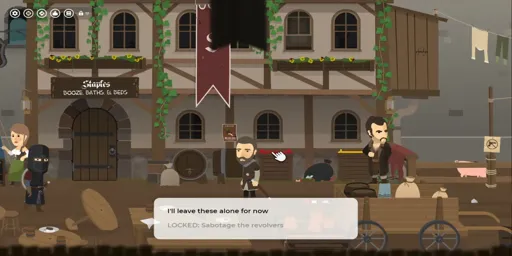 Staples
BOOZE, BATHS, & BEDS
I'll leave these alone for now
LOCKED: Sabotage the revolvers